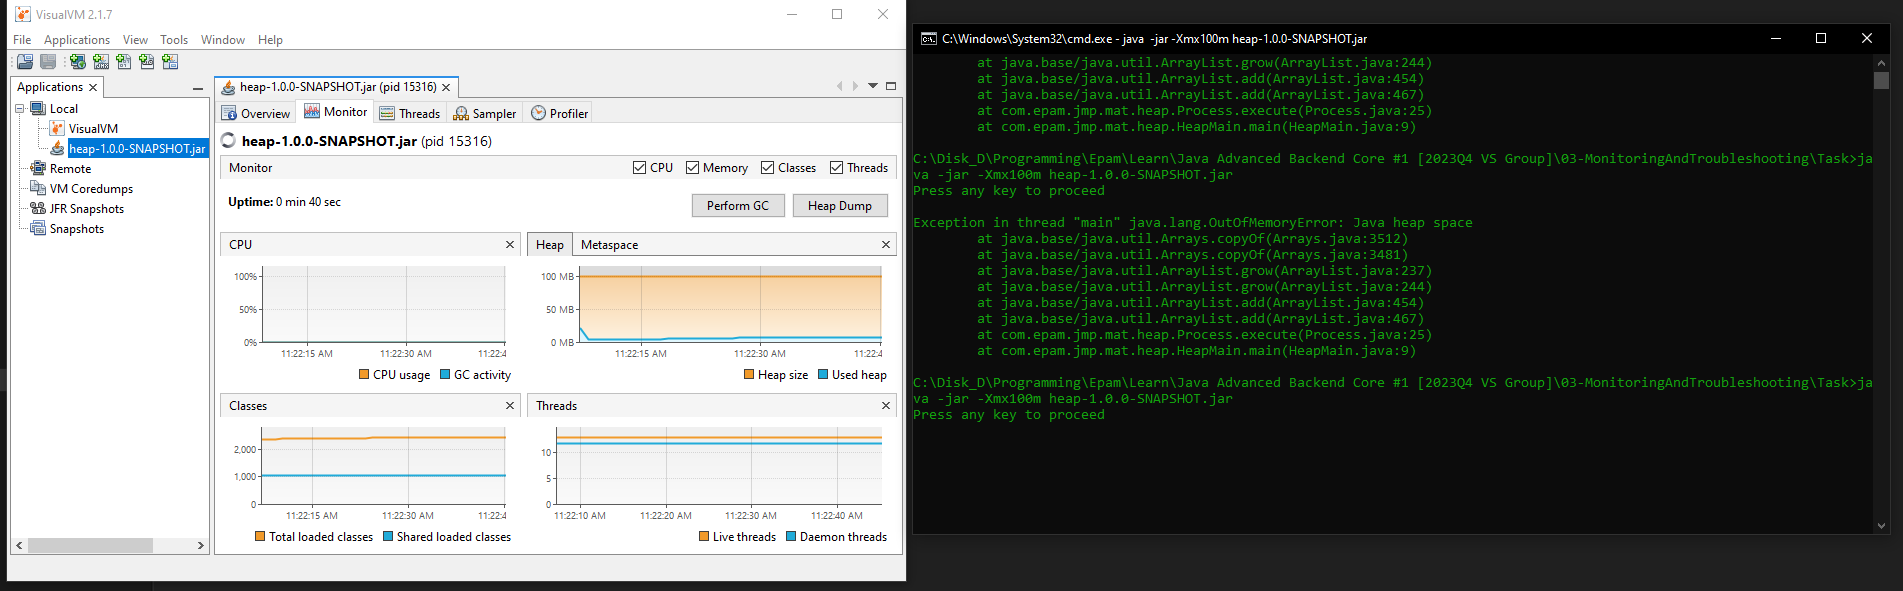 VisualVM 2.1.7
File Applications View Tools Window Help
Applications
Local
VisualVM
heap-1.0.0-SNAPSHOT.jar
Remote
VM Coredumps
JFR Snapshots
Snapshots
heap-1.0.0-SNAPSHOT.jar (pid 15316)
Overview Monitor Threads Sampler Profiler
heap-1.0.0-SNAPSHOT.jar (pid 15316)
Monitor CPU Memory Classes Threads
Uptime: 0 min 40 sec Perform GC Heap Dump
CPU
100%
50%
0%
11:22:15 AM 11:22:30 AM 11:22:4
CPU usage GC activity
Heap Metaspace
100 MB
50 MB
0 MB
11:22:15 AM 11:22:30 AM 11:22:4
Heap size Used heap
Classes
2,000
1,000
0
11:22:15 AM 11:22:30 AM 11:22:4
Total loaded classes Shared loaded classes
Threads
10
5
0
11:22:10 AM 11:22:20 AM 11:22:30 AM 11:22:40 AM
Live threads Daemon threads
C:\Windows\System32\cmd.exe - java -jar -Xmx100m heap-1.0.0-SNAPSHOT.jar
at java.base/java.util.ArrayList.grow(ArrayList.java:244)
at java.base/java.util.ArrayList.add(ArrayList.java:454)
at java.base/java.util.ArrayList.add(ArrayList.java:467)
at com.epam.jmp.mat.heap.Process.execute(Process.java:25)
at com.epam.jmp.mat.heap.HeapMain.main(HeapMain.java:9)
C:\Disk_D\Programming\Epam\Learn\Java Advanced Backend Core #1 [2023Q4 VS Group]\03-MonitoringAndTroubleshooting\Task>ja
va -jar -Xmx100m heap-1.0.0-SNAPSHOT.jar
Press any key to proceed
Exception in thread "main" java.lang.OutOfMemoryError: Java heap space
at java.base/java.util.Arrays.copyOf(Arrays.java:3512)
at java.base/java.util.Arrays.copyOf(Arrays.java:3481)
at java.base/java.util.ArrayList.grow(ArrayList.java:237)
at java.base/java.util.ArrayList.grow(ArrayList.java:244)
at java.base/java.util.ArrayList.add(ArrayList.java:454)
at java.base/java.util.ArrayList.add(ArrayList.java:467)
at com.epam.jmp.mat.heap.Process.execute(Process.java:25)
at com.epam.jmp.mat.heap.HeapMain.main(HeapMain.java:9)
C:\Disk_D\Programming\Epam\Learn\Java Advanced Backend Core #1 [2023Q4 VS Group]\03-MonitoringAndTroubleshooting\Task>ja
va -jar -Xmx100m heap-1.0.0-SNAPSHOT.jar
Press any key to proceed